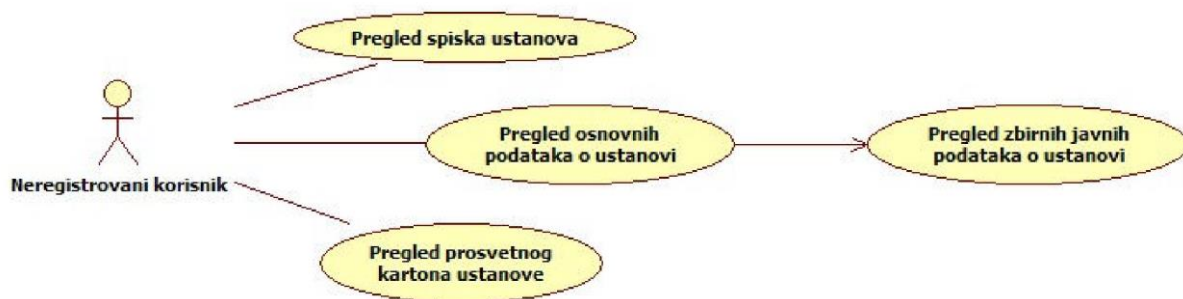 Pregled spiska ustanova
Pregled osnovnih
podataka o ustanovi
Pregled zbirnih javnih
podataka o ustanovi
Neregistrovani korisnik
Pregled prosvetnog
kartona ustanove